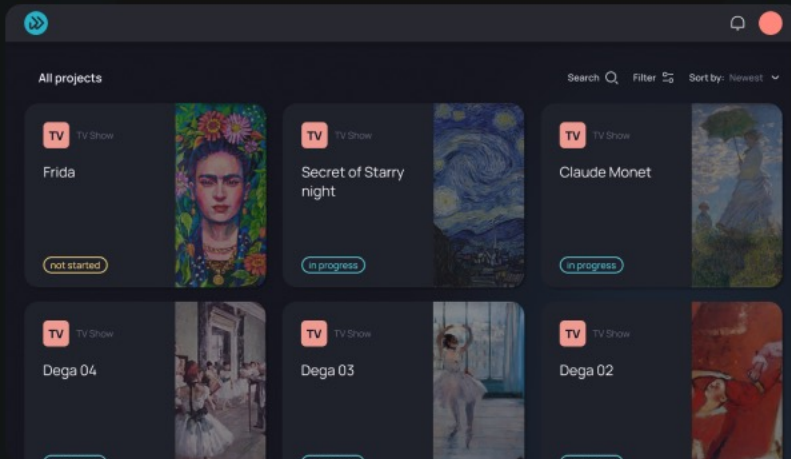 All projects
Search
Filter
Sort by: Newest
TV TV Show
Frida
not started
TV TV Show
Secret of Starry
night
in progress
TV TV Show
Claude Monet
in progress
TV TV Show
Dega 04
TV TV Show
Dega 03
TV TV Show
Dega 02